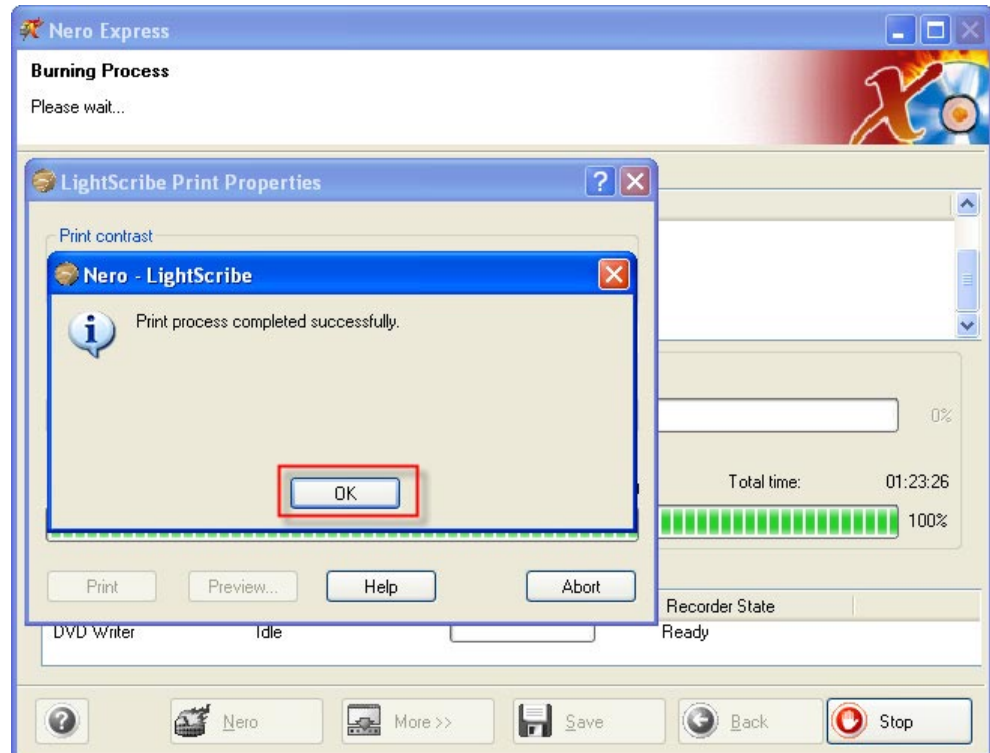 Nero Express
Burning Process
Please wait...
LightScribe Print Properties
Print contrast
Nero - LightScribe
Print process completed successfully.
OK
0%
Total time: 01:23:26
100%
Print Preview... Help Abort
Recorder State
DVD Writer Idle Ready
Nero More >> Save Back Stop